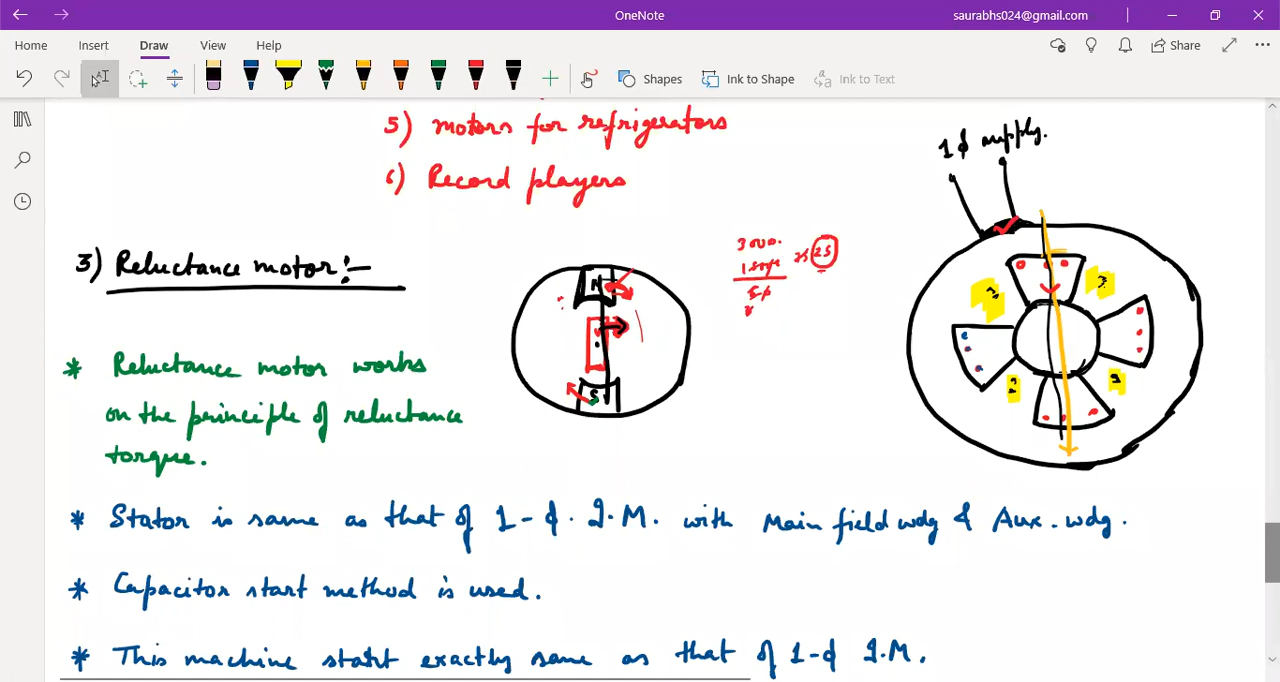 OneNote
saurabhs024@gmail.com
Home Insert Draw View Help
Share
Shapes
Ink to Shape
Ink to Text
5) motors for refrigerators
6) Record players
1ɸ supply.
3) Reluctance motor:-
N
S
* Reluctance motor works
on the principle of reluctance
torque.
* Stator is same as that of 1-ɸ. I.M. with Main field wdg & Aux. wdg.
* Capacitor start method is used.
* This machine start exactly same as that of 1-ɸ I.M.